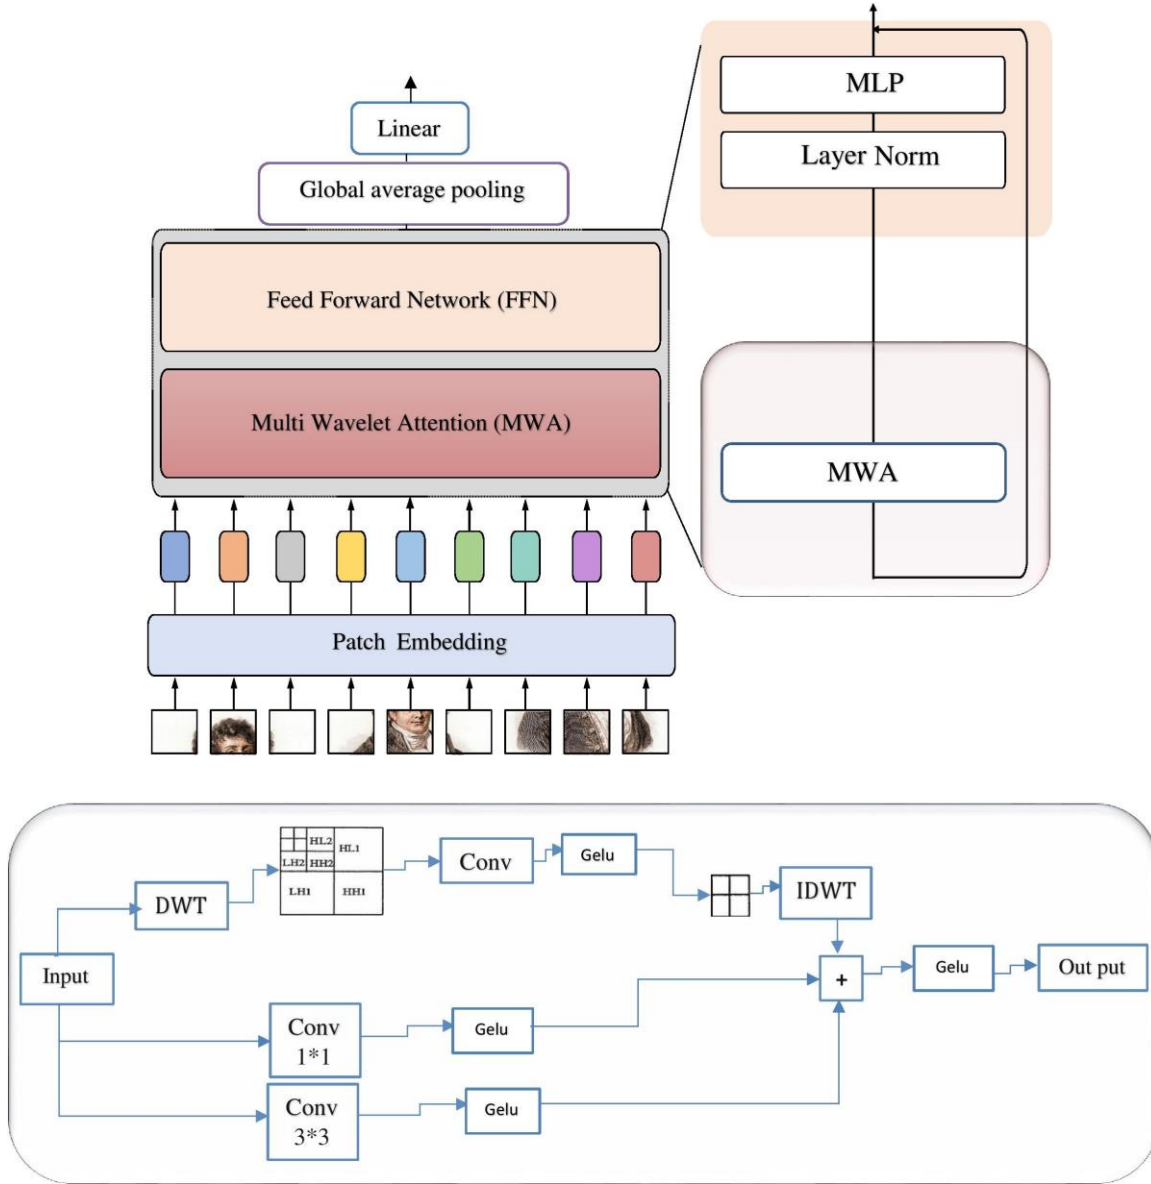 MLP
Layer Norm
MWA
Linear
Global average pooling
Feed Forward Network (FFN)
Multi Wavelet Attention (MWA)
Patch Embedding
HL2
HL1
LH2
HH2
LH1
HH1
DWT
Conv
Gelu
IDWT
Input
+
Gelu
Out put
Conv
1*1
Gelu
Conv
3*3
Gelu